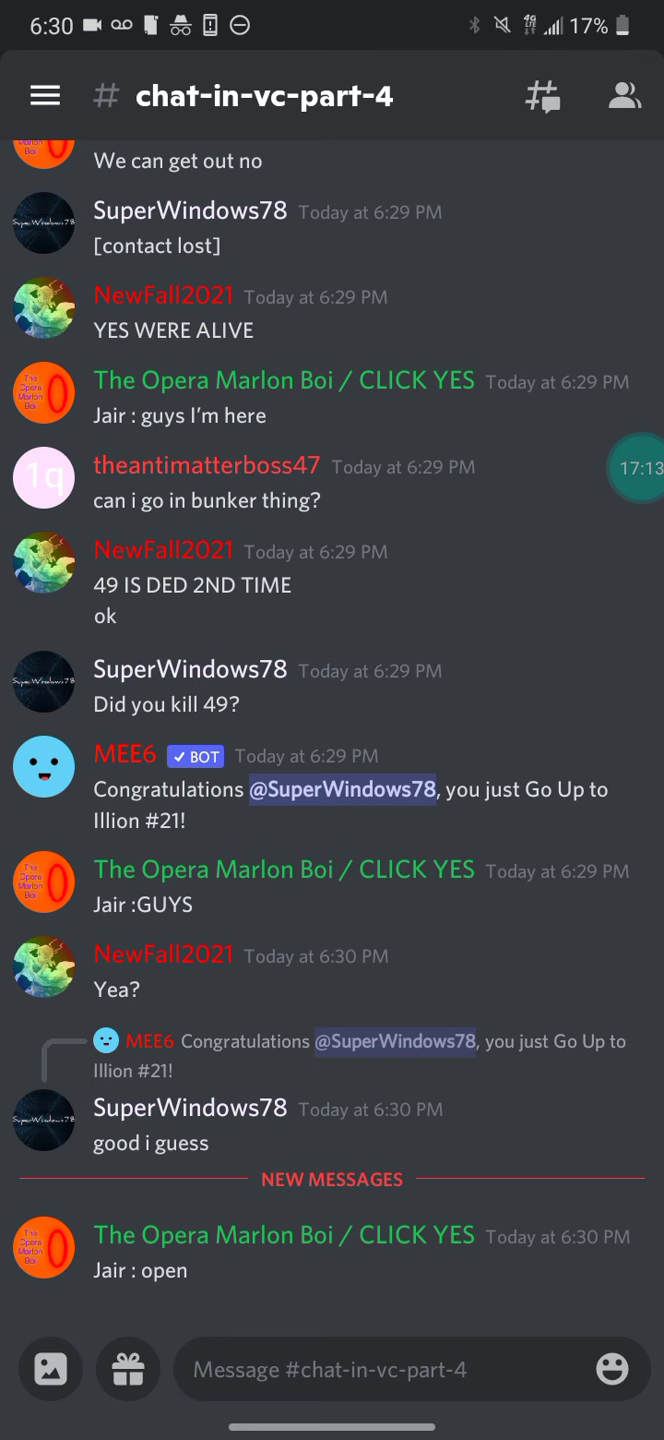 6:30 4G LTE 17%
# chat-in-vc-part-4
We can get out no
SuperWindows78 Today at 6:29 PM
[contact lost]
NewFall2021 Today at 6:29 PM
YES WERE ALIVE
The Opera Marlon Boi / CLICK YES Today at 6:29 PM
Jair : guys I'm here
1q
theantimatterboss47 Today at 6:29 PM
17:13
can i go in bunker thing?
NewFall2021 Today at 6:29 PM
49 IS DED 2ND TIME
ok
SuperWindows78 Today at 6:29 PM
Did you kill 49?
MEE6 ✓ BOT Today at 6:29 PM
Congratulations @SuperWindows78, you just Go Up to
Illion #21!
The Opera Marlon Boi / CLICK YES Today at 6:29 PM
Jair :GUYS
NewFall2021 Today at 6:30 PM
Yea?
MEE6 Congratulations @SuperWindows78, you just Go Up to
Illion #21!
SuperWindows78 Today at 6:30 PM
good i guess
NEW MESSAGES
The Opera Marlon Boi / CLICK YES Today at 6:30 PM
Jair : open
Message #chat-in-vc-part-4